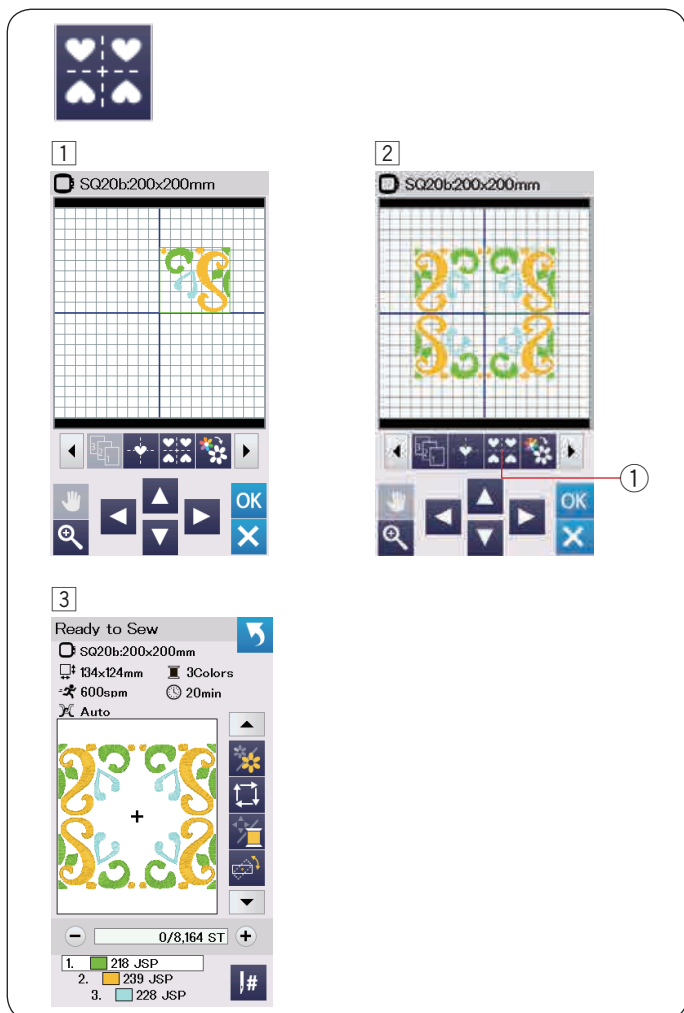 1
SQ20b:200x200mm
OK
2
SQ20b:200x200mm
OK
①
3
Ready to Sew
SQ20b:200x200mm
134x124mm 3Colors
600spm 20min
Auto
0/8,164 ST
1. 218 JSP
2. 239 JSP
3. 228 JSP
#